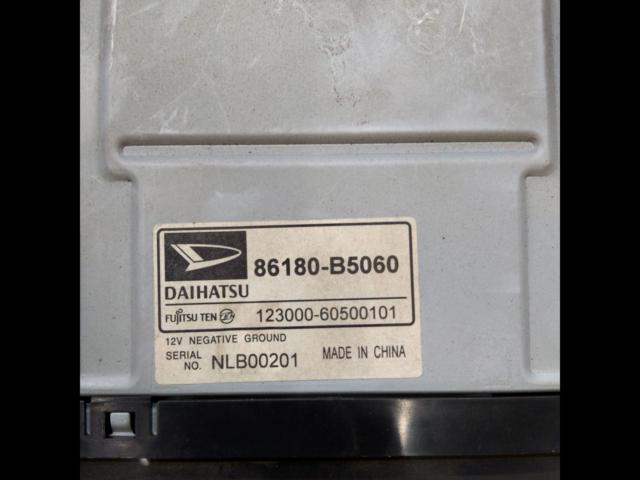 86180-B5060
DAIHATSU
FUJITSU TEN
123000-60500101
12V NEGATIVE GROUND
SERIAL NO. NLB00201
MADE IN CHINA